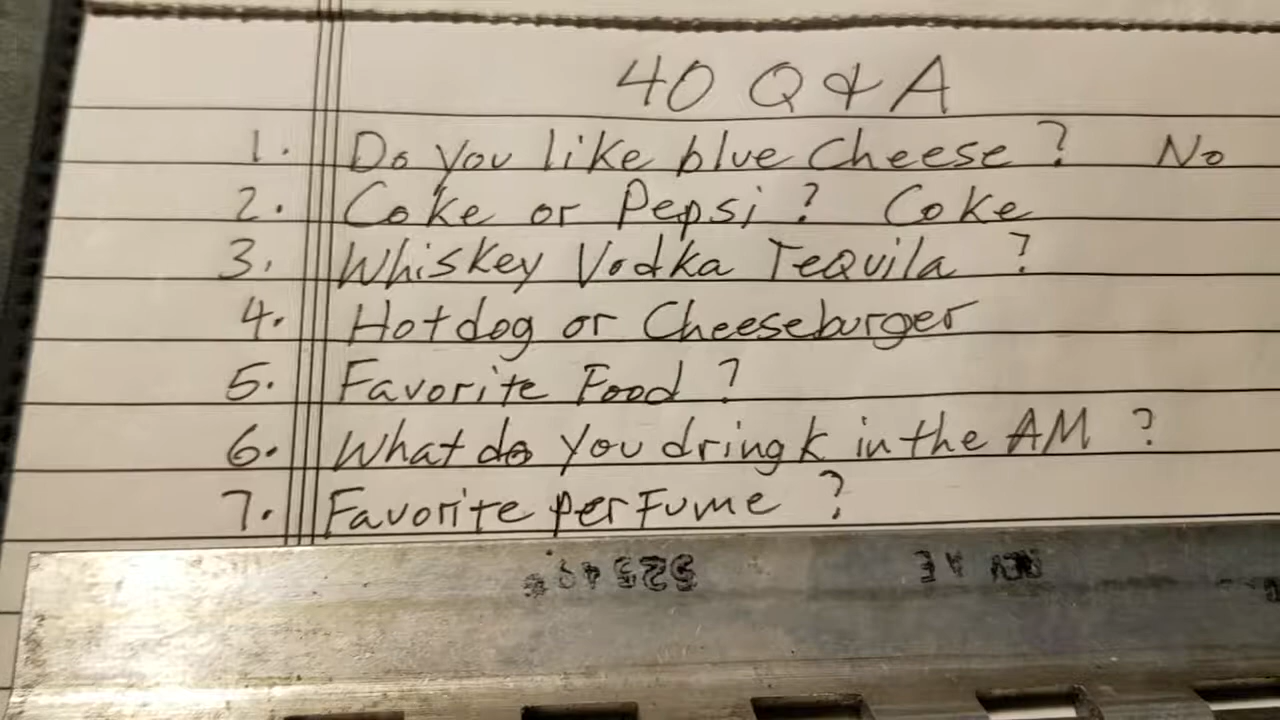 40 Q & A
1. Do you like blue cheese? No
2. Coke or Pepsi? Coke
3. Whiskey Vodka Tequila ?
4. Hotdog or Cheeseburger
5. Favorite Food ?
6. What do you dringk in the AM ?
7. Favorite perfume ?